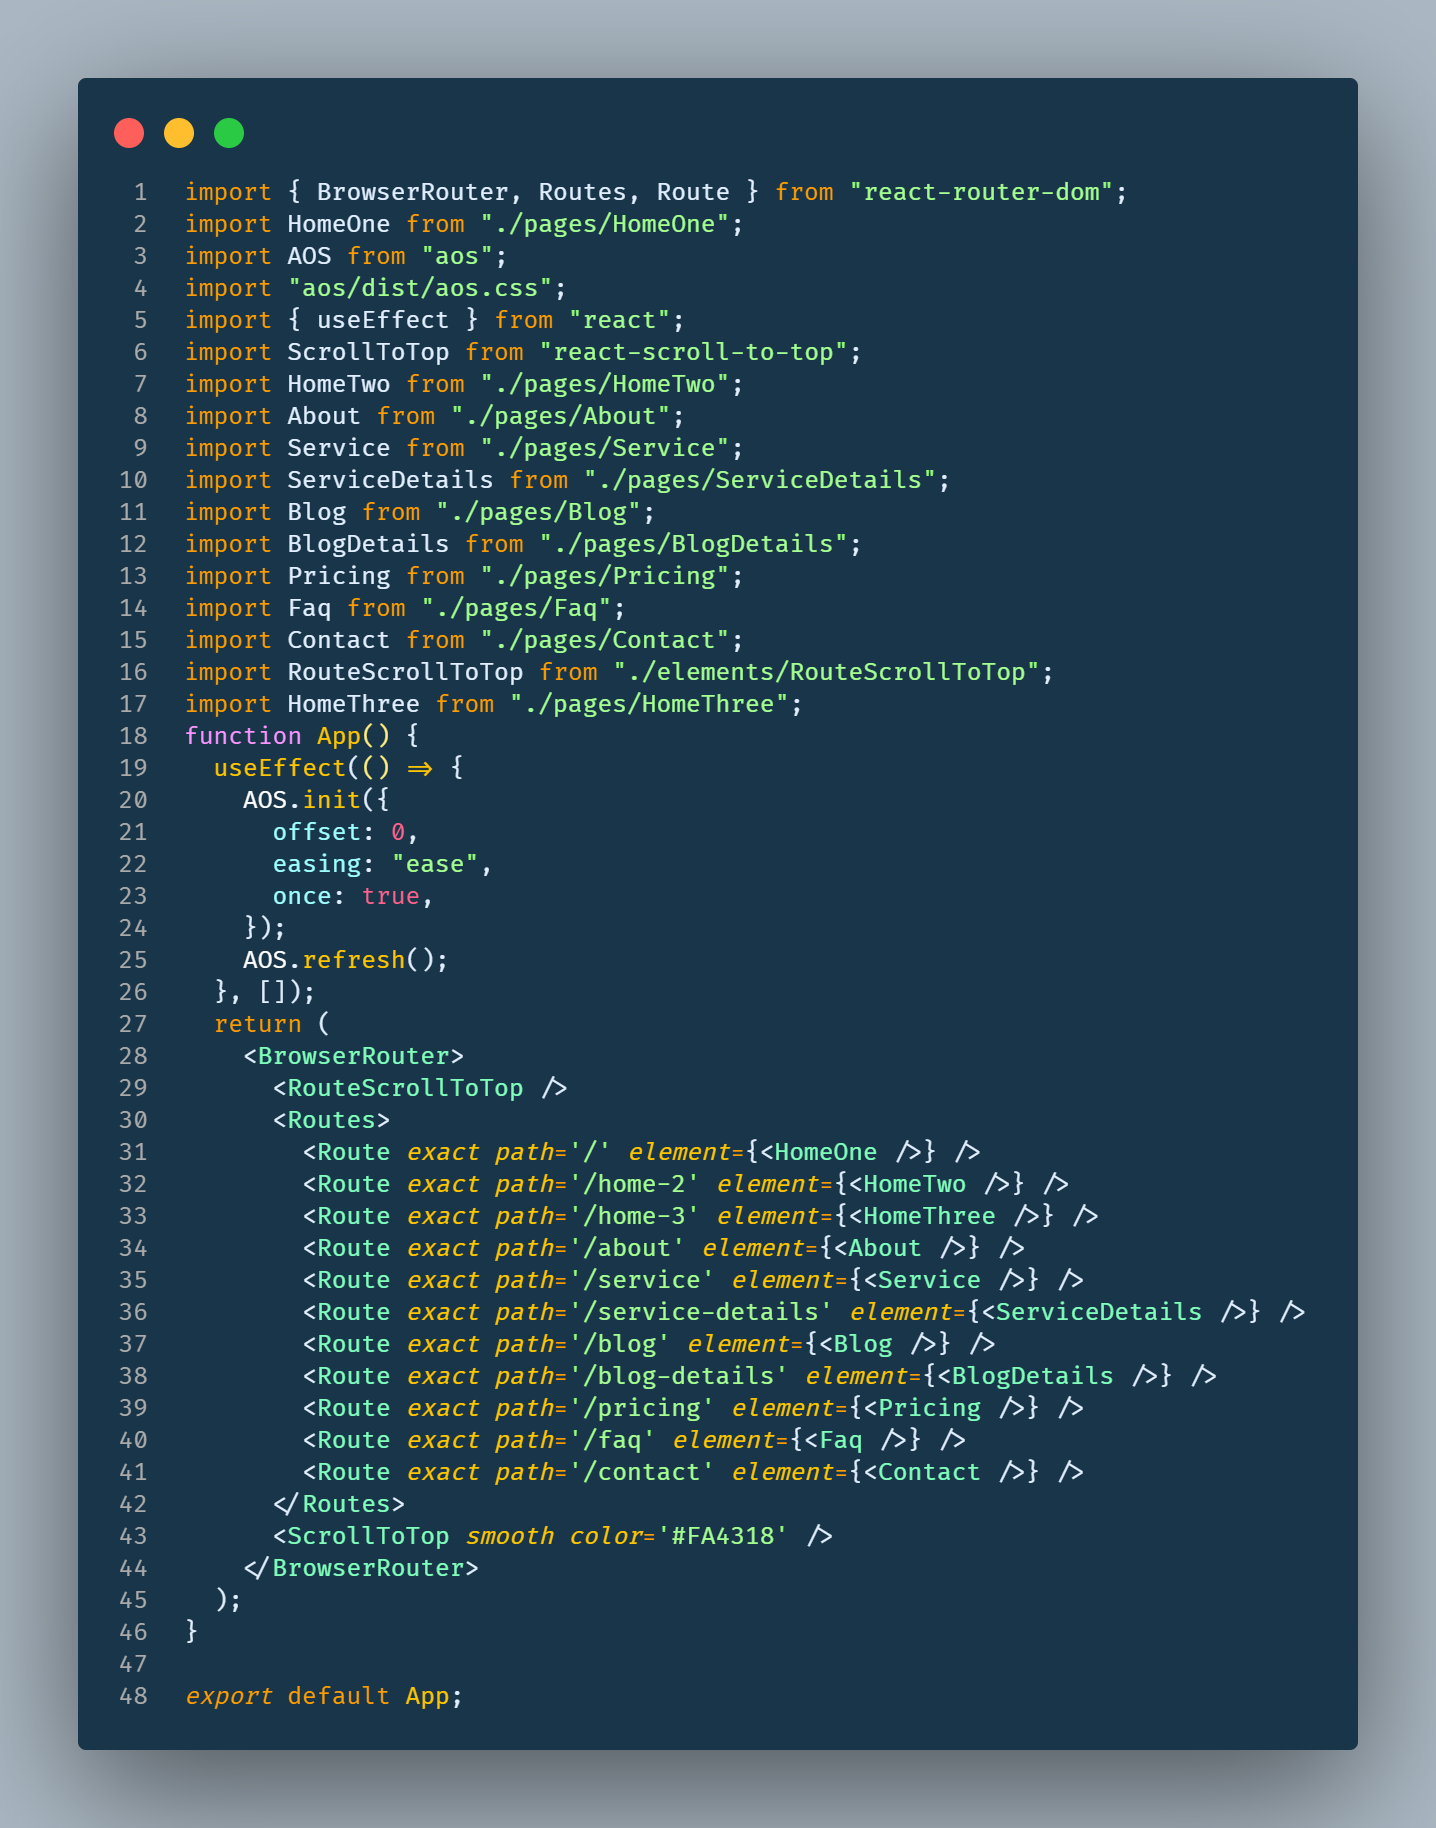 1 import { BrowserRouter, Routes, Route } from "react-router-dom";
2 import HomeOne from "./pages/HomeOne";
3 import AOS from "aos";
4 import "aos/dist/aos.css";
5 import { useEffect } from "react";
6 import ScrollToTop from "react-scroll-to-top";
7 import HomeTwo from "./pages/HomeTwo";
8 import About from "./pages/About";
9 import Service from "./pages/Service";
10 import ServiceDetails from "./pages/ServiceDetails";
11 import Blog from "./pages/Blog";
12 import BlogDetails from "./pages/BlogDetails";
13 import Pricing from "./pages/Pricing";
14 import Faq from "./pages/Faq";
15 import Contact from "./pages/Contact";
16 import RouteScrollToTop from "./elements/RouteScrollToTop";
17 import HomeThree from "./pages/HomeThree";
18 function App() {
19   useEffect(() => {
20     AOS.init({
21       offset: 0,
22       easing: "ease",
23       once: true,
24     });
25     AOS.refresh();
26   }, []);
27   return (
28     <BrowserRouter>
29       <RouteScrollToTop />
30       <Routes>
31         <Route exact path='/' element={<HomeOne />} />
32         <Route exact path='/home-2' element={<HomeTwo />} />
33         <Route exact path='/home-3' element={<HomeThree />} />
34         <Route exact path='/about' element={<About />} />
35         <Route exact path='/service' element={<Service />} />
36         <Route exact path='/service-details' element={<ServiceDetails />} />
37         <Route exact path='/blog' element={<Blog />} />
38         <Route exact path='/blog-details' element={<BlogDetails />} />
39         <Route exact path='/pricing' element={<Pricing />} />
40         <Route exact path='/faq' element={<Faq />} />
41         <Route exact path='/contact' element={<Contact />} />
42       </Routes>
43       <ScrollToTop smooth color='#FA4318' />
44     </BrowserRouter>
45   );
46 }
47
48 export default App;